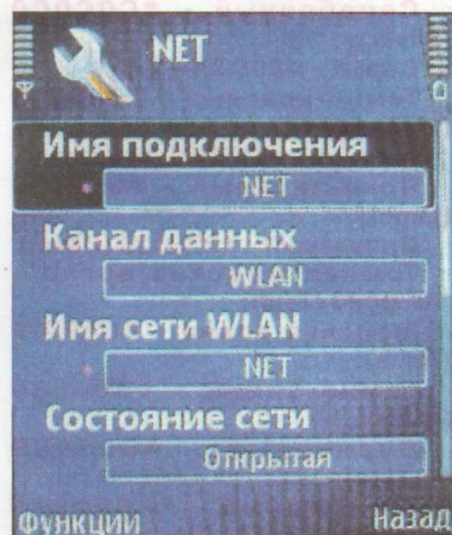 NET
Имя подключения
* NET
Канал данных
WLAN
Имя сети WLAN
* NET
Состояние сети
Открытая
Функции Назад